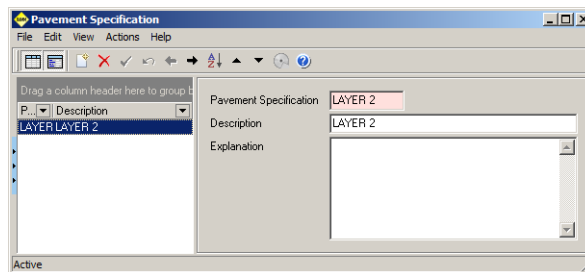 Pavement Specification
File Edit View Actions Help
Drag a column header here to group b
P... Description
LAYER LAYER 2
Pavement Specification LAYER 2
Description LAYER 2
Explanation
Active